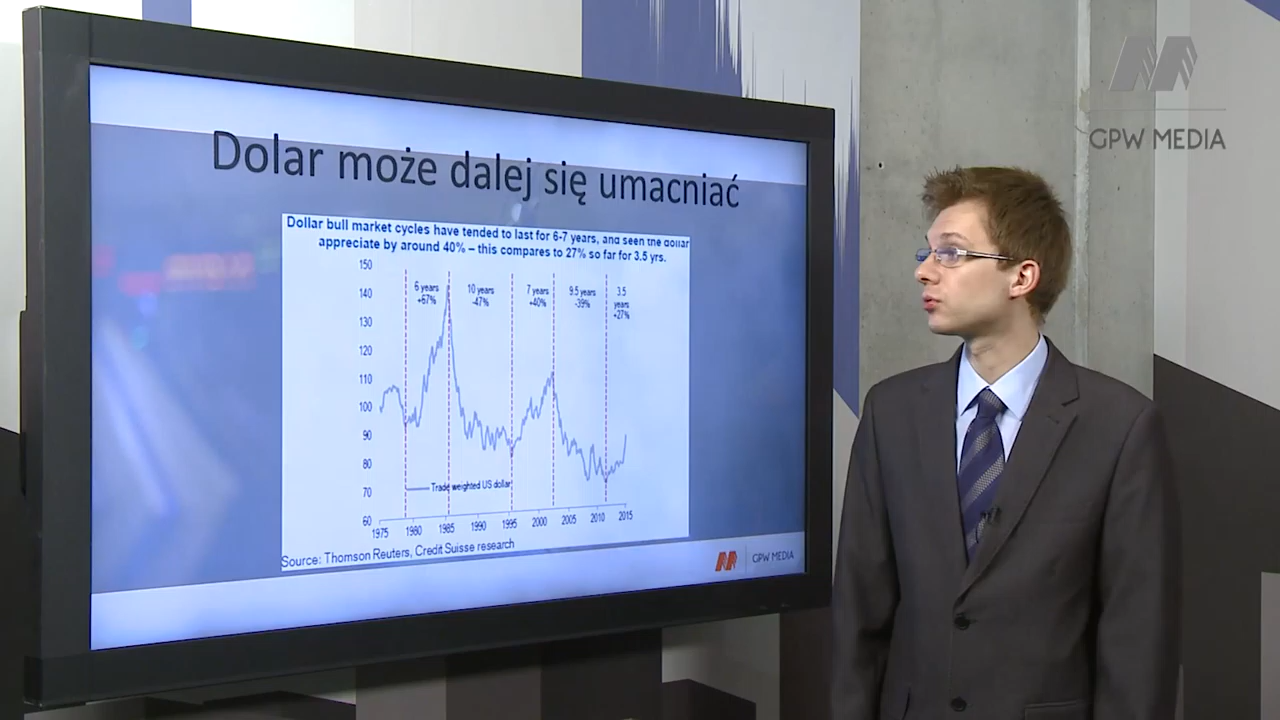 GPW MEDIA
Dolar może dalej się umacniać
Dollar bull market cycles have tended to last for 6-7 years, and seen the dollar
appreciate by around 40% – this compares to 27% so far for 3.5 yrs.
150
140
130
120
110
100
90
80
70
60
6 years
+67%
10 years
-47%
7 years
+40%
9.5 years
-39%
3.5
years
+27%
Trade weighted US dollar
1975 1980 1985 1990 1995 2000 2005 2010 2015
Source: Thomson Reuters, Credit Suisse research
GPW MEDIA